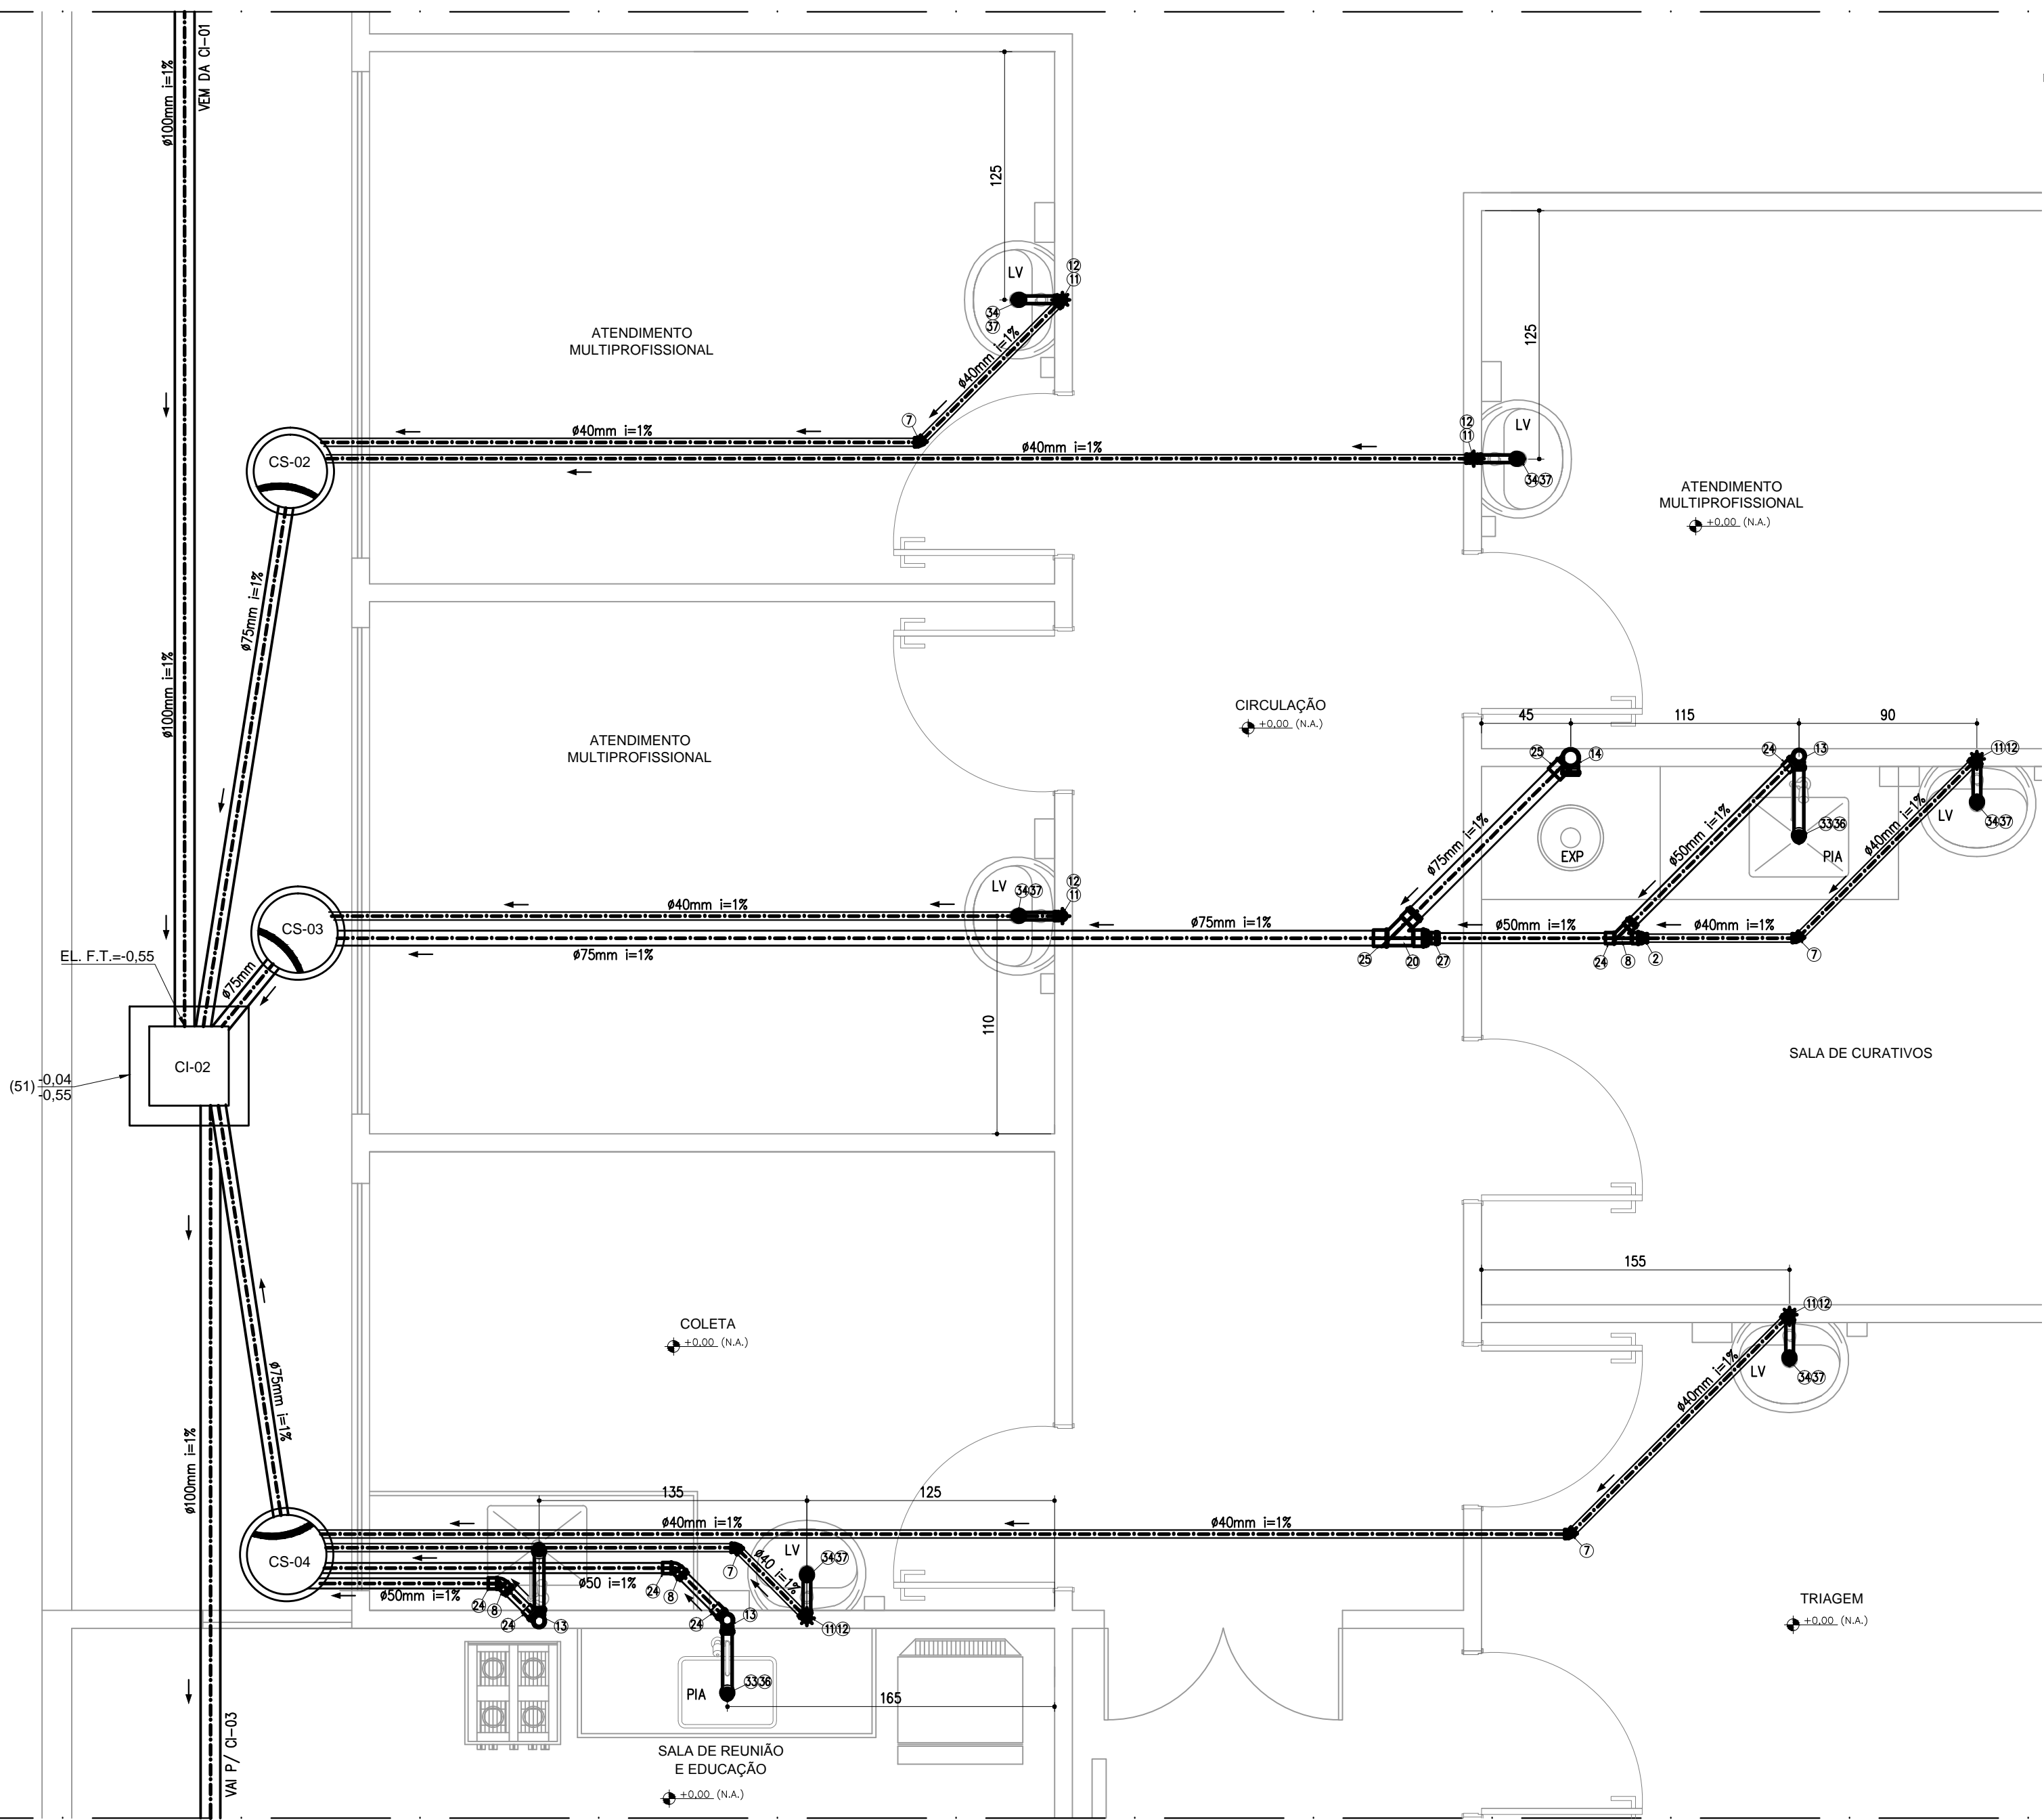 ø100mm i=1%
VEM DA CI-01
125
LV
12
11
34
37
ATENDIMENTO
MULTIPROFISSIONAL
ø40mm i=1%
7
125
CS-02
ø40mm i=1%
ø40mm i=1%
12
11
LV
34 37
ATENDIMENTO
MULTIPROFISSIONAL
+0,00 (N.A.)
ø75mm i=1%
ø100mm i=1%
ATENDIMENTO
MULTIPROFISSIONAL
CIRCULAÇÃO
+0,00 (N.A.)
45
115
90
25
14
24
13
11 12
ø75mm i=1%
EXP
ø50mm i=1%
33 36
PIA
ø40mm i=1%
LV
34 37
CS-03
ø40mm i=1%
LV
34 37
12
11
ø75mm i=1%
ø75mm i=1%
ø50mm i=1%
ø40mm i=1%
25
20
27
24
8
2
7
EL. F.T.=-0,55
ø75mm
110
CI-02
(51)
-0,04
-0,55
SALA DE CURATIVOS
155
11 12
LV
34 37
ø40mm i=1%
COLETA
+0,00 (N.A.)
ø75mm i=1%
ø100mm i=1%
135
125
CS-04
ø40mm i=1%
ø40mm i=1%
7
LV
34 37
7
ø40 i=1%
ø50 i=1%
ø50mm i=1%
24
8
24
13
24
8
24
13
11 12
TRIAGEM
+0,00 (N.A.)
PIA
33 36
165
VAI P/ CI-03
SALA DE REUNIÃO
E EDUCAÇÃO
+0,00 (N.A.)